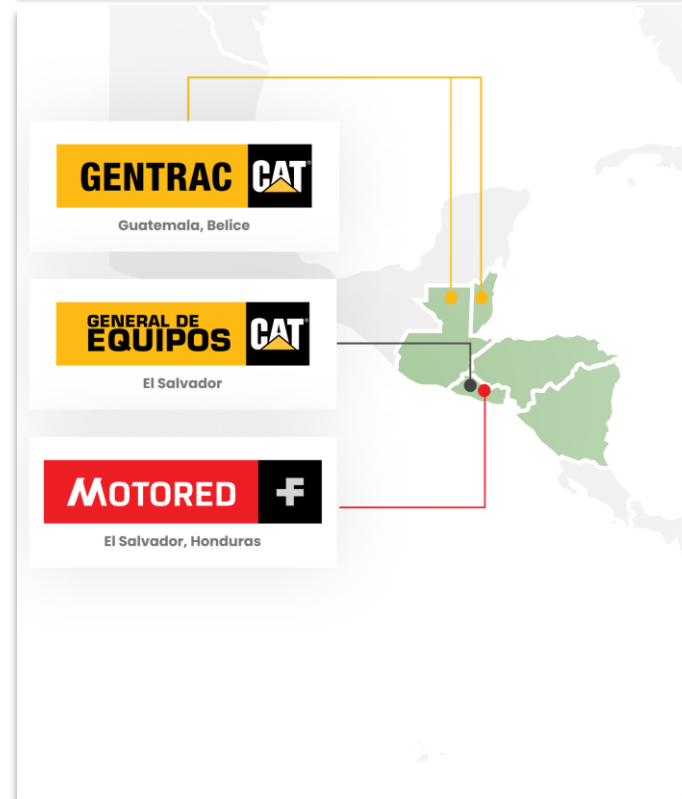 GENTRAC CAT
Guatemala, Belice
GENERAL DE
EQUIPOS CAT
El Salvador
MOTORED
El Salvador, Honduras